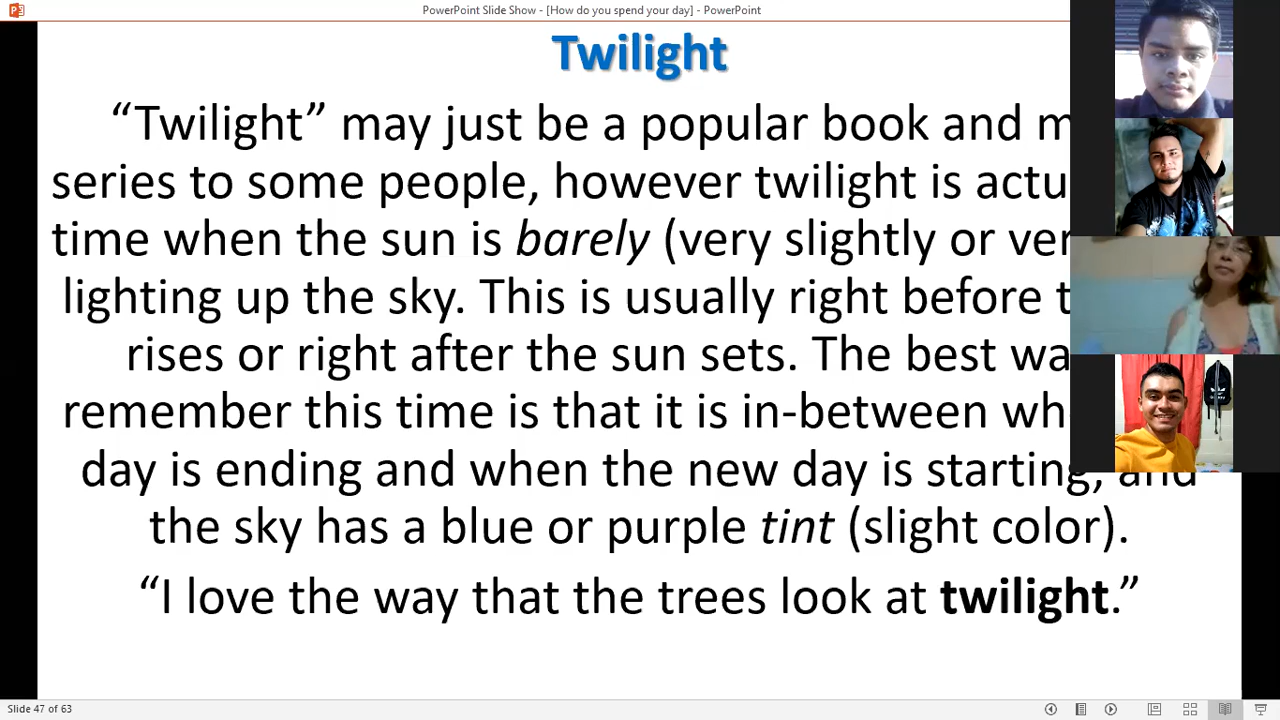 PowerPoint Slide Show - [How do you spend your day] - PowerPoint
Twilight
“Twilight” may just be a popular book and
series to some people, however twilight is
time when the sun is barely (very slightly or
lighting up the sky. This is usually right before
rises or right after the sun sets. The best
remember this time is that it is in-between
day is ending and when the new day is starting, and
the sky has a blue or purple tint (slight color).
“I love the way that the trees look at twilight.”
Slide 47 of 63